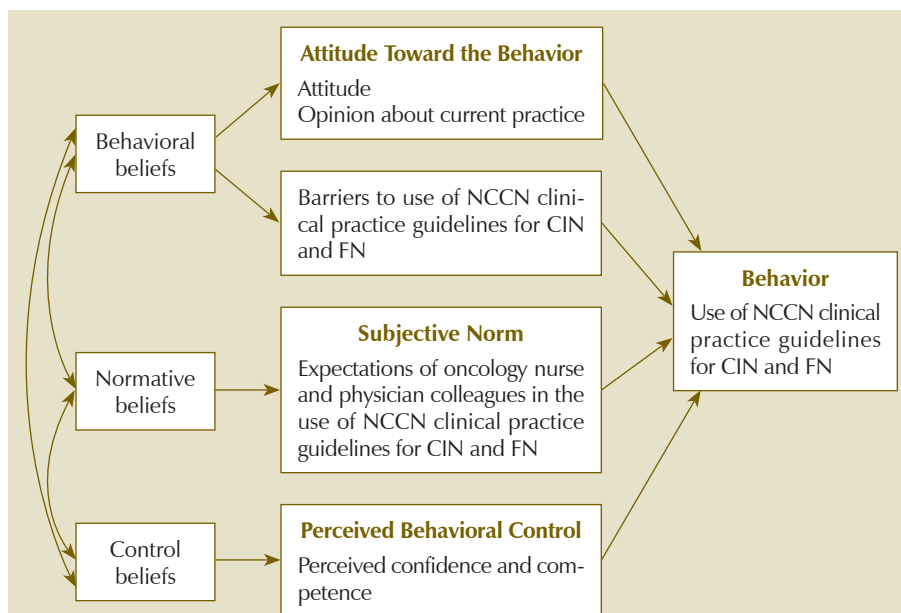 Attitude Toward the Behavior
Attitude
Opinion about current practice
Behavioral
beliefs
Barriers to use of NCCN clini-
cal practice guidelines for CIN
and FN
Behavior
Use of NCCN clinical
practice guidelines
for CIN and FN
Subjective Norm
Expectations of oncology nurse
and physician colleagues in the
use of NCCN clinical practice
guidelines for CIN and FN
Normative
beliefs
Perceived Behavioral Control
Perceived confidence and com-
petence
Control
beliefs